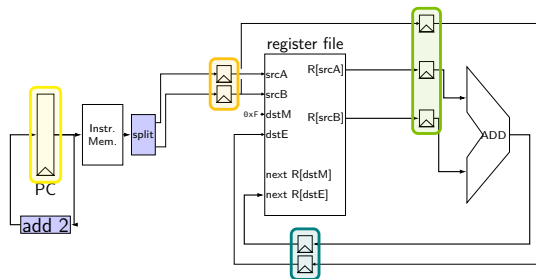 register file
srcA
srcB
dstM
dstE
0xF
R[srcA]
R[srcB]
next R[dstM]
next R[dstE]
Instr.
Mem.
split
PC
add 2
ADD